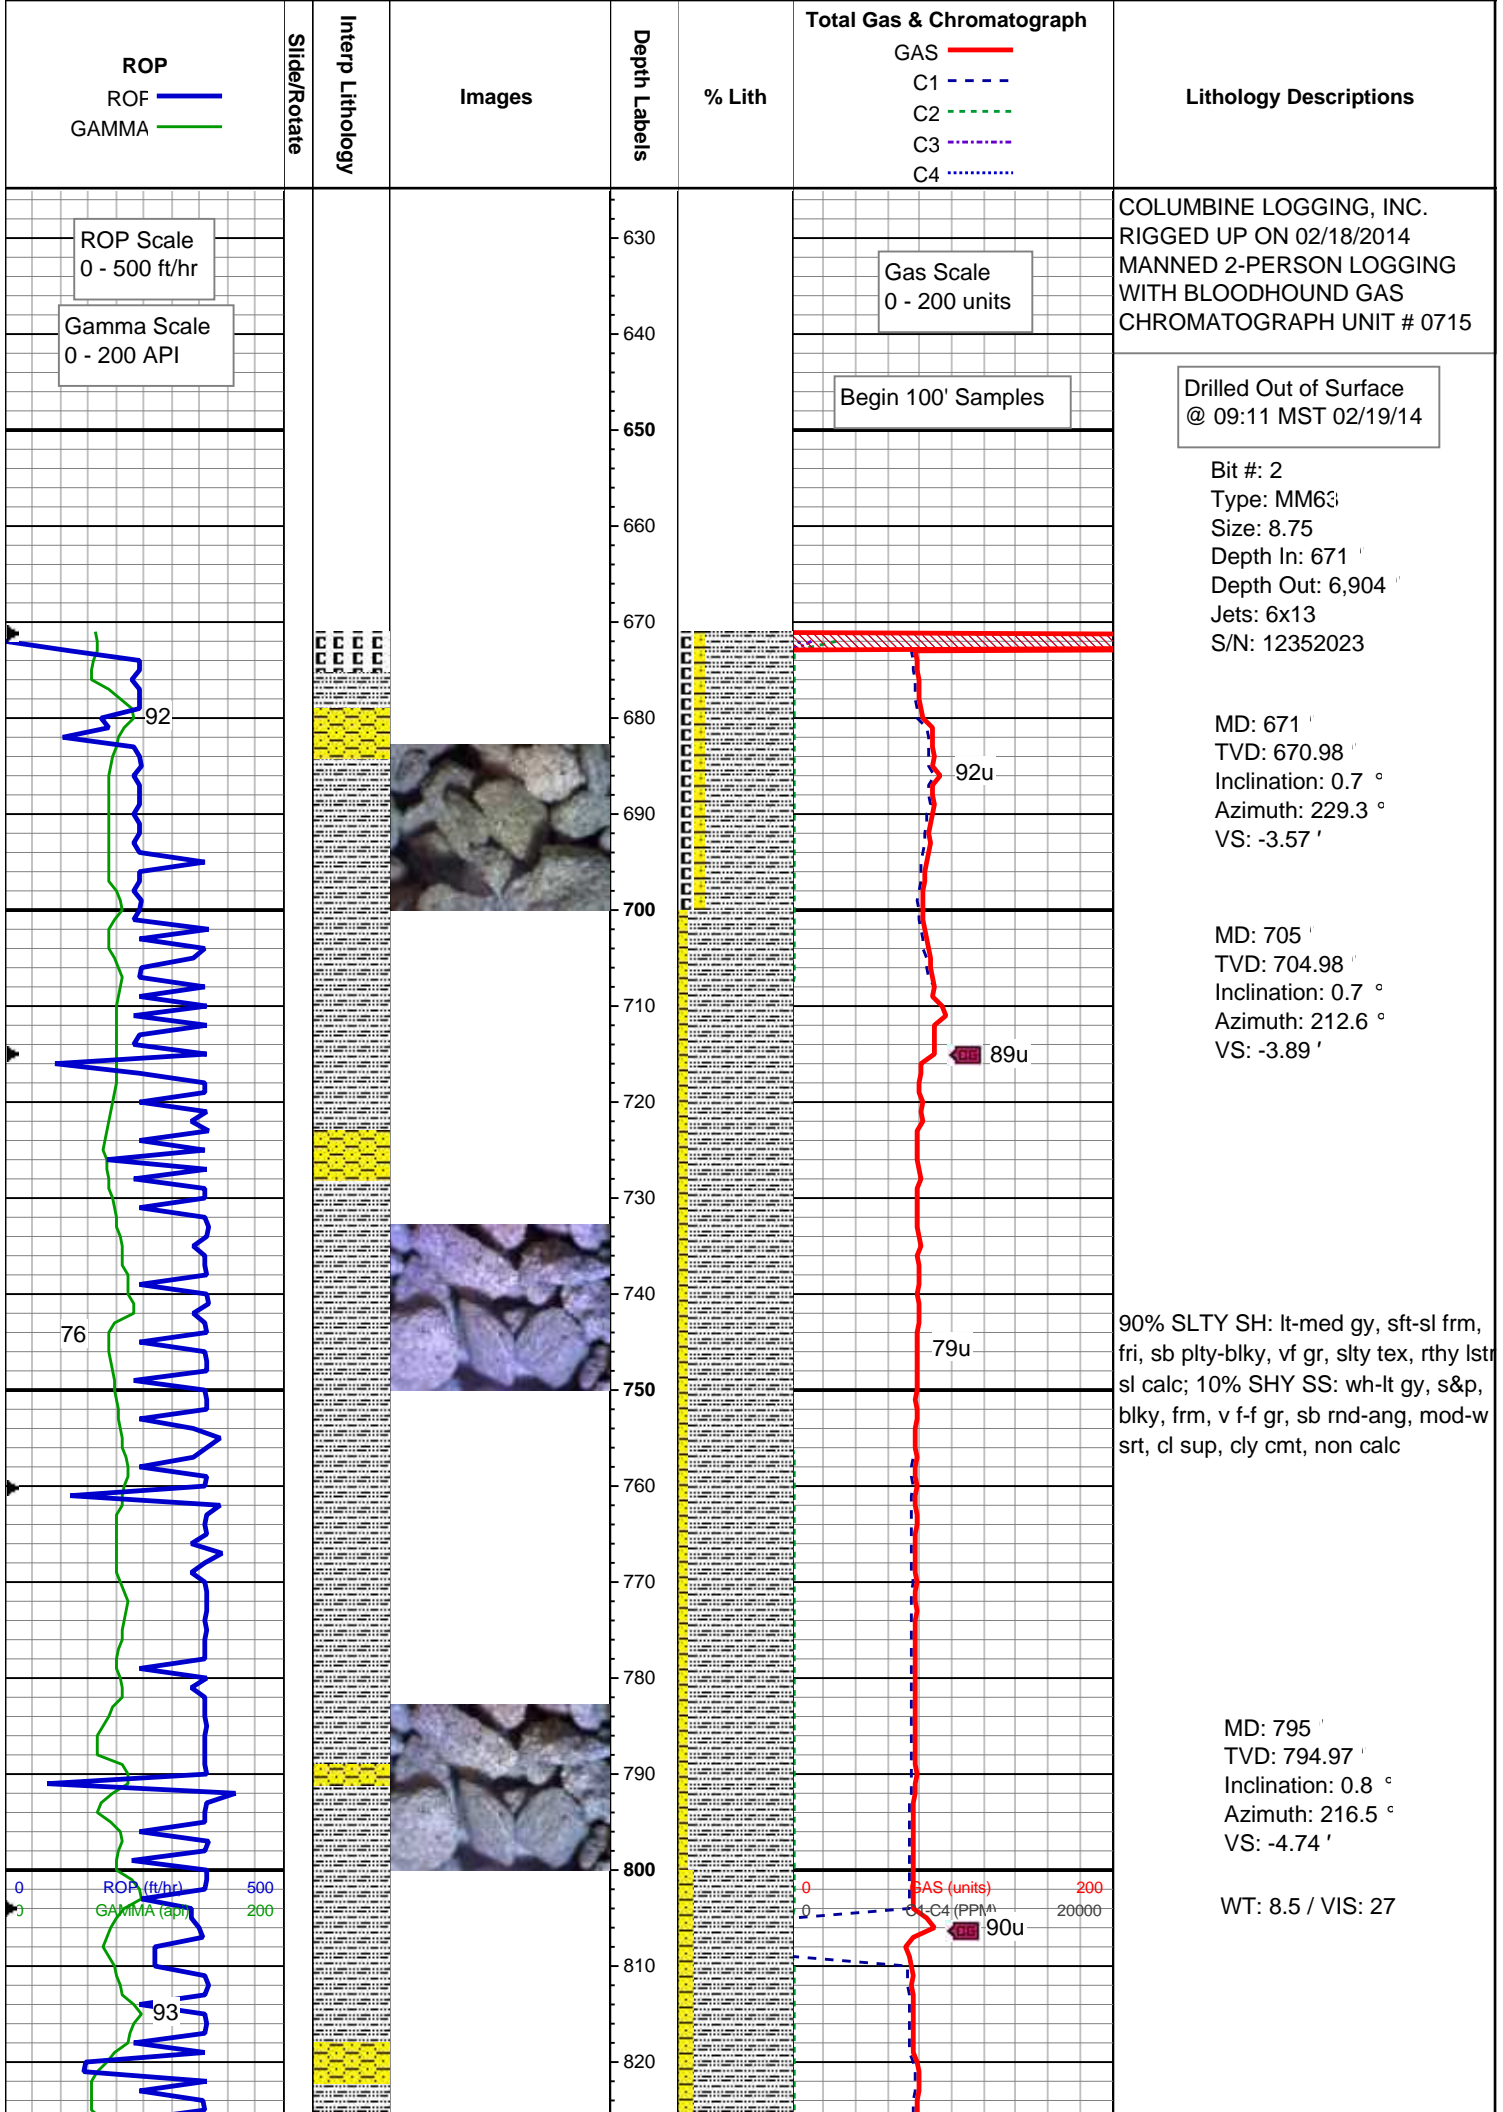 ROP
ROP
GAMMA
Slide/Rotate
Interp Lithology
Images
Depth Labels
% Lith
Total Gas & Chromatograph
GAS
C1
C2
C3
C4
Lithology Descriptions
ROP Scale
0 - 500 ft/hr
Gamma Scale
0 - 200 API
Gas Scale
0 - 200 units
Begin 100' Samples
COLUMBINE LOGGING, INC.
RIGGED UP ON 02/18/2014
MANNED 2-PERSON LOGGING
WITH BLOODHOUND GAS
CHROMATOGRAPH UNIT # 0715
Drilled Out of Surface
@ 09:11 MST 02/19/14
Bit #: 2
Type: MM63
Size: 8.75
Depth In: 671 '
Depth Out: 6,904 '
Jets: 6x13
S/N: 12352023
MD: 671 '
TVD: 670.98 '
Inclination: 0.7 °
Azimuth: 229.3 °
VS: -3.57 '
MD: 705 '
TVD: 704.98 '
Inclination: 0.7 °
Azimuth: 212.6 °
VS: -3.89 '
90% SLTY SH: lt-med gy, sft-sl frm,
fri, sb plty-blky, vf gr, slty tex, rthy lstr
sl calc; 10% SHY SS: wh-lt gy, s&p,
blky, frm, v f-f gr, sb rnd-ang, mod-w
srt, cl sup, cly cmt, non calc
MD: 795 '
TVD: 794.97 '
Inclination: 0.8 °
Azimuth: 216.5 °
VS: -4.74 '
WT: 8.5 / VIS: 27
630
640
650
660
670
680
690
700
710
720
730
740
750
760
770
780
790
800
810
820
92
76
93
92u
CG 89u
79u
CG 90u
0 ROP (ft/hr) 500
0 GAMMA (api) 200
0 GAS (units) 200
0 C1-C4 (PPM) 20000